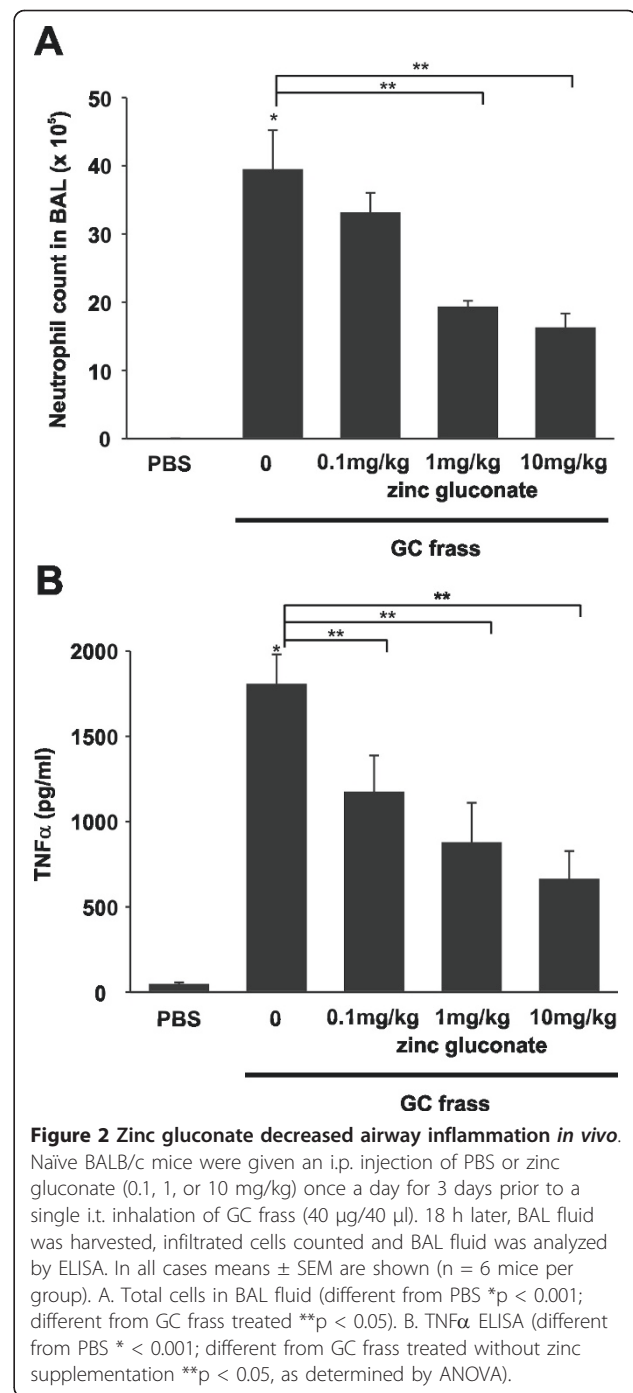 A
**
**
*
Neutrophil count in BAL (x 10⁵)
50
40
30
20
10
0
PBS
0
0.1mg/kg
1mg/kg
10mg/kg
zinc gluconate
GC frass
B
**
**
**
*
TNFα (pg/ml)
2000
1500
1000
500
0
PBS
0
0.1mg/kg
1mg/kg
10mg/kg
zinc gluconate
GC frass
Figure 2 Zinc gluconate decreased airway inflammation in vivo.
Naïve BALB/c mice were given an i.p. injection of PBS or zinc
gluconate (0.1, 1, or 10 mg/kg) once a day for 3 days prior to a
single i.t. inhalation of GC frass (40 μg/40 μl). 18 h later, BAL fluid
was harvested, infiltrated cells counted and BAL fluid was analyzed
by ELISA. In all cases means ± SEM are shown (n = 6 mice per
group). A. Total cells in BAL fluid (different from PBS *p < 0.001;
different from GC frass treated **p < 0.05). B. TNFα ELISA (different
from PBS * < 0.001; different from GC frass treated without zinc
supplementation **p < 0.05, as determined by ANOVA).